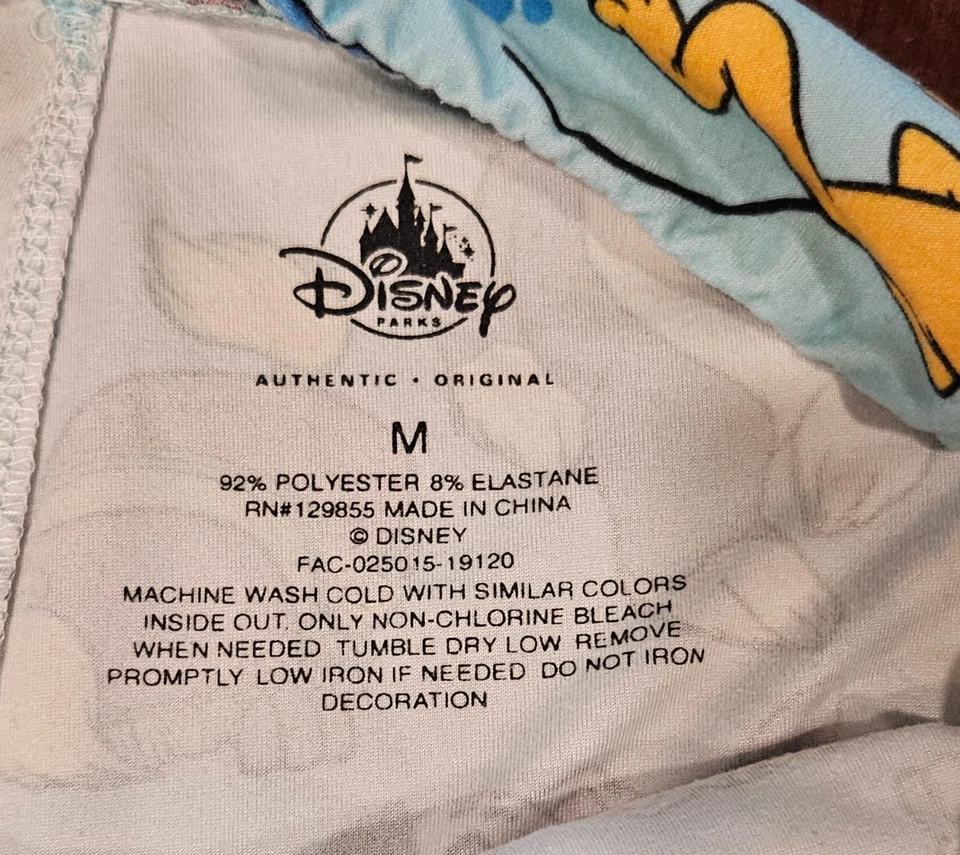 Disney
PARKS
AUTHENTIC • ORIGINAL
M
92% POLYESTER 8% ELASTANE
RN#129855 MADE IN CHINA
© DISNEY
FAC-025015-19120
MACHINE WASH COLD WITH SIMILAR COLORS
INSIDE OUT. ONLY NON-CHLORINE BLEACH
WHEN NEEDED TUMBLE DRY LOW REMOVE
PROMPTLY LOW IRON IF NEEDED DO NOT IRON
DECORATION